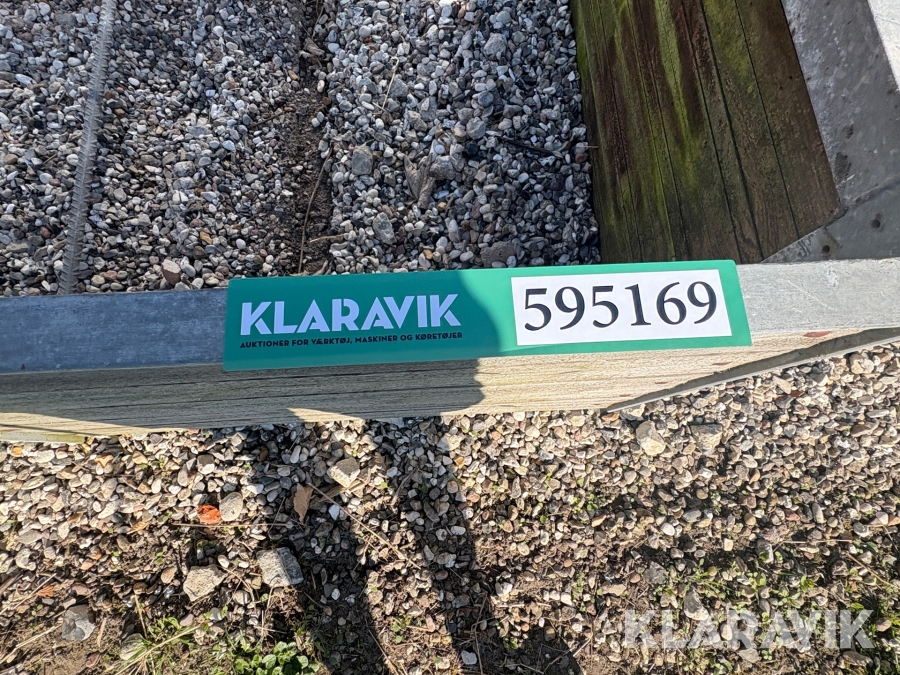 KLARAVIK
AUKTIONER FOR VÆRKTØJ, MASKINER OG KØRETØJER
595169
KLARAVIK